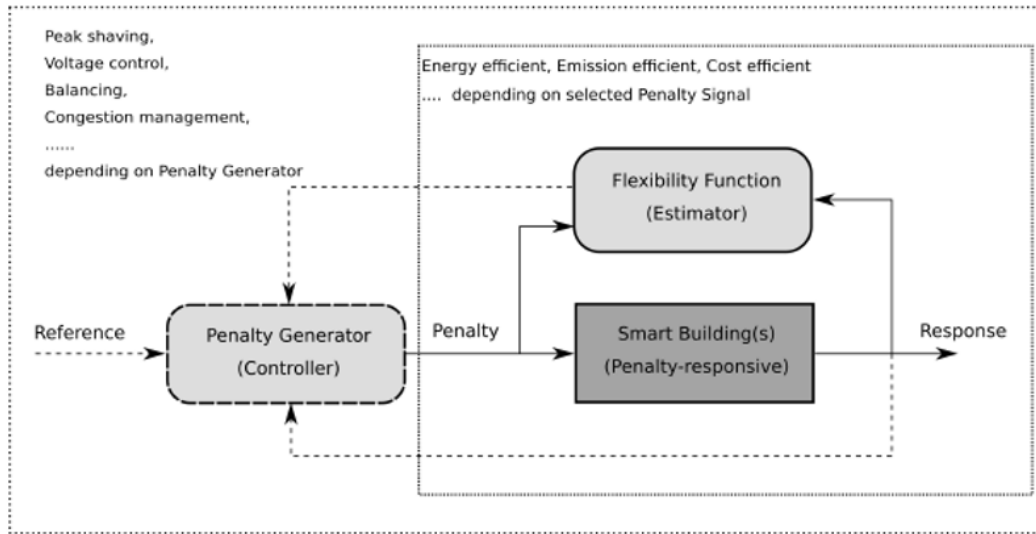 Peak shaving,
Voltage control,
Balancing,
Congestion management,
......
depending on Penalty Generator
Energy efficient, Emission efficient, Cost efficient
.... depending on selected Penalty Signal
Flexibility Function
(Estimator)
Reference
Penalty Generator
(Controller)
Penalty
Smart Building(s)
(Penalty-responsive)
Response